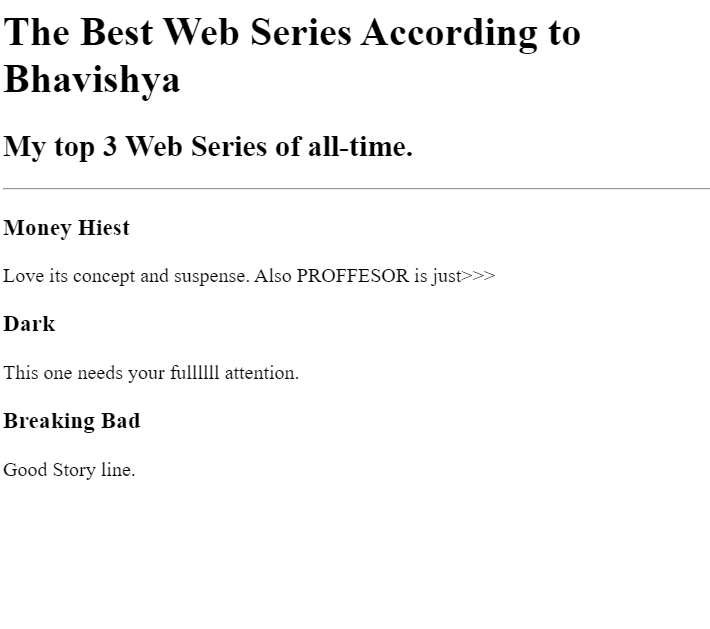 The Best Web Series According to
Bhavishya
My top 3 Web Series of all-time.
Money Hiest
Love its concept and suspense. Also PROFFESOR is just>>>
Dark
This one needs your fullllll attention.
Breaking Bad
Good Story line.